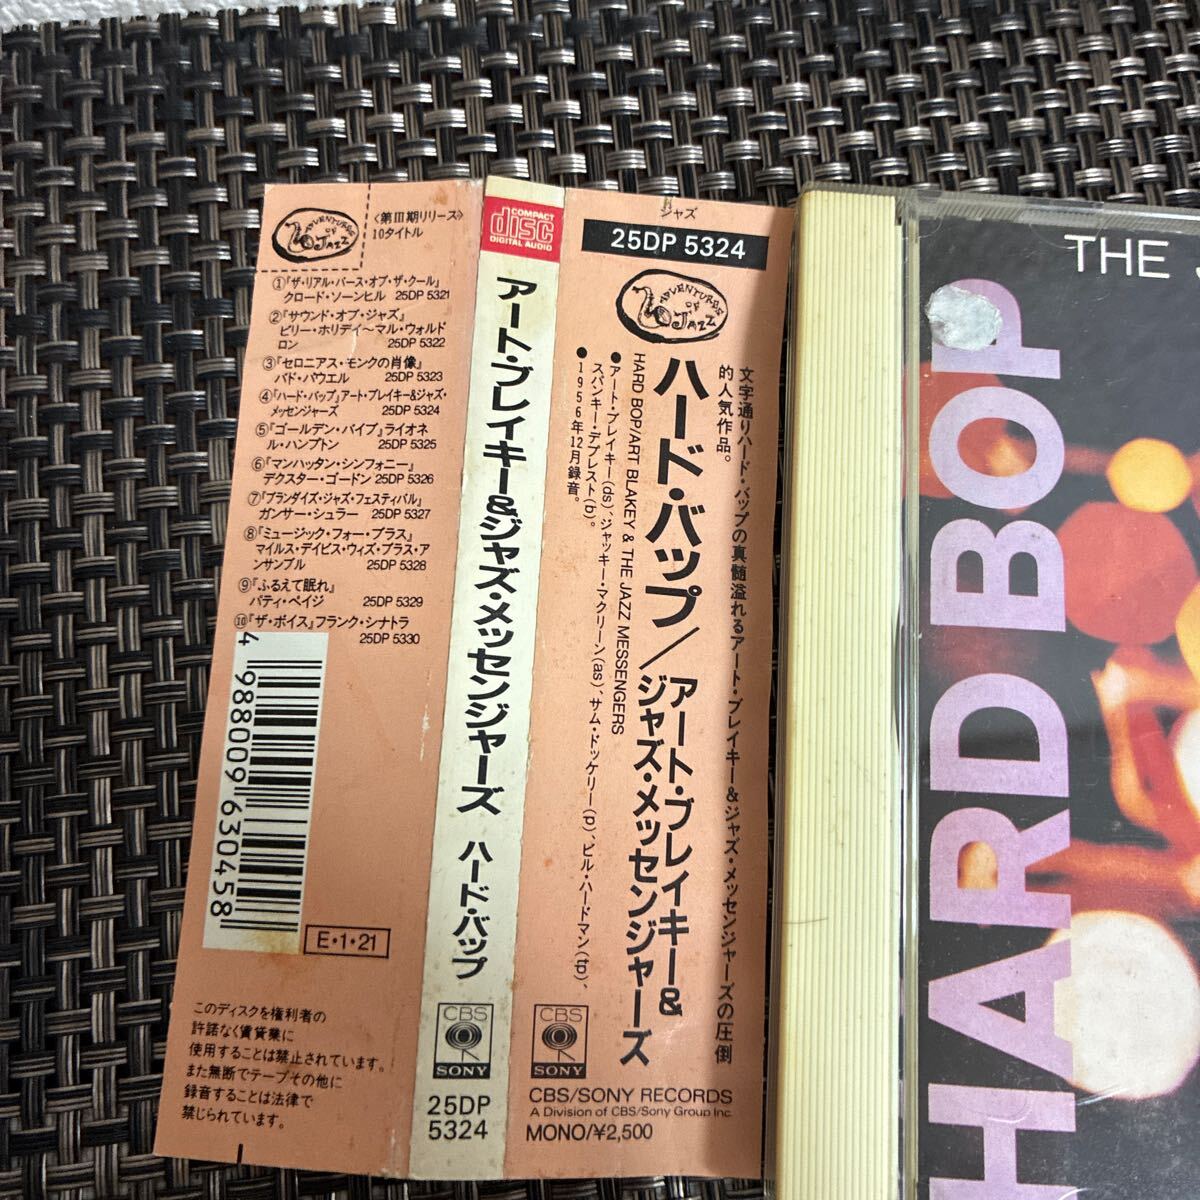 ADVENTURES OF JAZZ
〈第III期リリース〉
10タイトル
①『ザ・リアル・バース・オブ・ザ・クール』
クロード・ソーンヒル 25DP 5321
②『サウンド・オブ・ジャズ』
ビリー・ホリデイ〜マル・ウォルド
ロン 25DP 5322
③『セロニアス・モンクの肖像』
バド・パウエル 25DP 5323
④『ハード・バップ』アート・ブレイキー&ジャズ・
メッセンジャーズ 25DP 5324
⑤『ゴールデン・バイブ』ライオネ
ル・ハンプトン 25DP 5325
⑥『マンハッタン・シンフォニー』
デクスター・ゴードン 25DP 5326
⑦『ブランダイズ・ジャズ・フェスティバル』
ガンサー・シュラー 25DP 5327
⑧『ミュージック・フォー・ブラス』
マイルス・デイビス・ウィズ・ブラス・ア
ンサンブル 25DP 5328
⑨『ふるえて眠れ』
パティ・ペイジ 25DP 5329
⑩『ザ・ボイス』フランク・シナトラ
25DP 5330
4 988009 630458
E・1・21
このディスクを権利者の
許諾なく賃貸業に
使用することは禁止されています。
また無断でテープその他に
録音することは法律で
禁じられています。
COMPACT
disc
DIGITAL AUDIO
アート・ブレイキー&ジャズ・メッセンジャーズ ハード・バップ
CBS
SONY
25DP
5324
ジャズ
25DP 5324
ADVENTURES OF JAZZ
文字通りハード・バップの真髄溢れるアート・ブレイキー&ジャズ・メッセンジャーズの圧倒
的人気作品。
ハード・バップ/アート・ブレイキー&
ジャズ・メッセンジャーズ
HARD BOP/ART BLAKEY & THE JAZZ MESSENGERS
●アート・ブレイキー(ds)、ジャッキー・マクリーン(as)、サム・ドッケリー(p)、ビル・ハードマン(tp)、
スパンキー・デブレスト(b)。
●1956年12月録音。
CBS
SONY
CBS/SONY RECORDS
A Division of CBS/Sony Group Inc.
MONO/¥2,500
THE J
HARD BOP